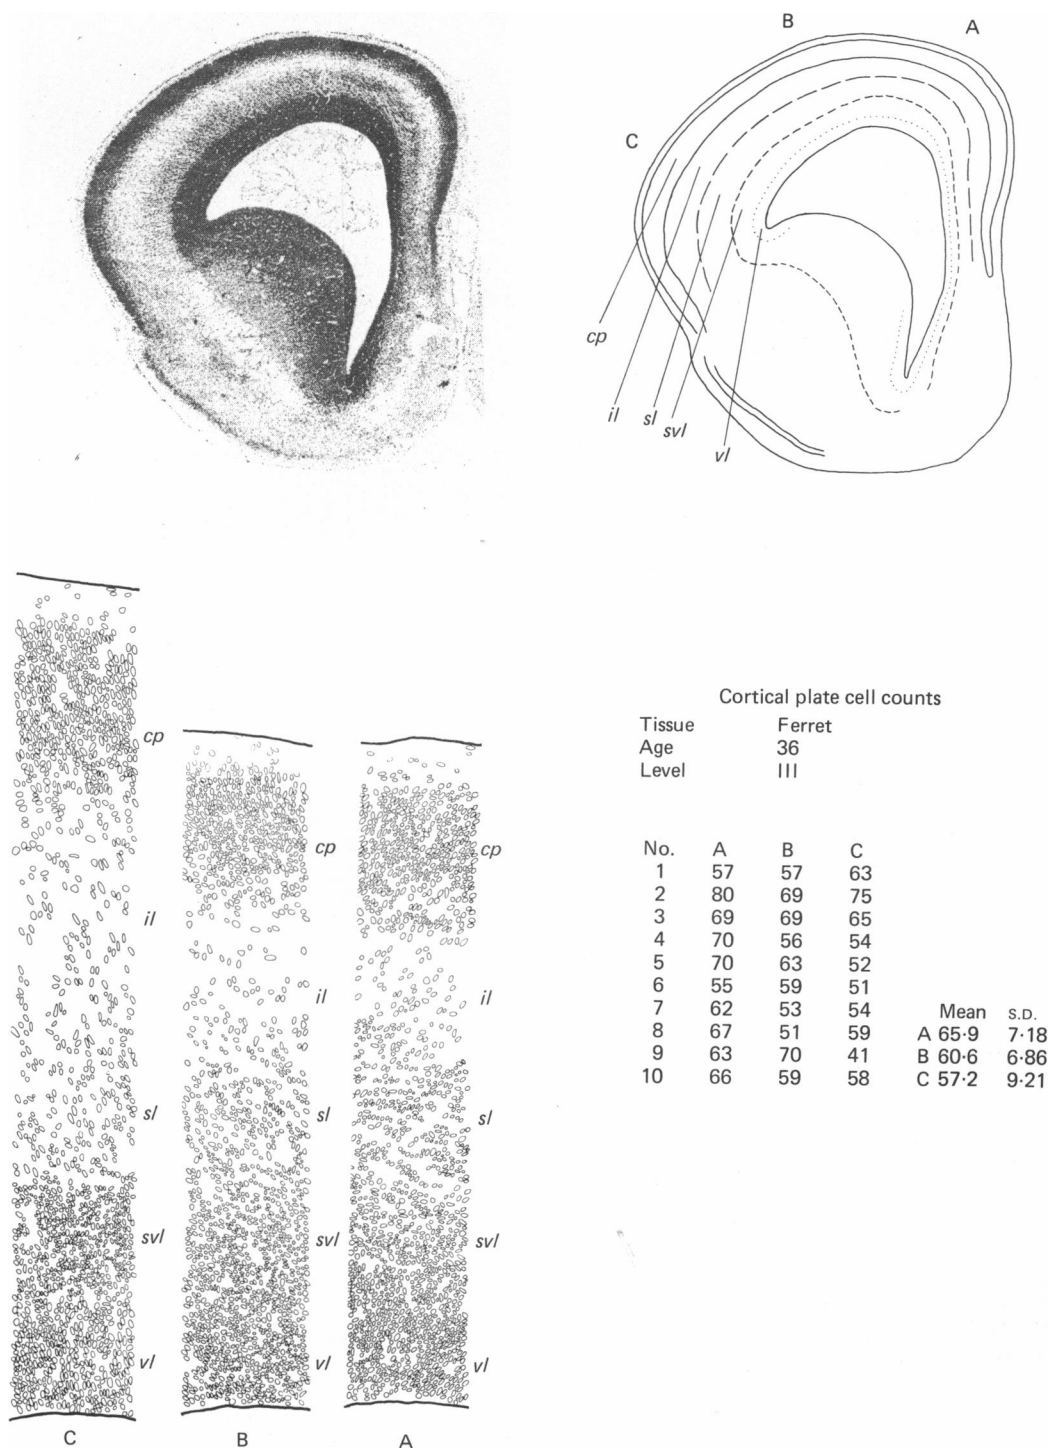 B
A
C
cp
il
sl
svl
vl
cp
il
sl
svl
vl
C
cp
il
sl
svl
vl
B
cp
il
sl
svl
vl
A
Cortical plate cell counts
Tissue Ferret
Age 36
Level III
No. A B C
1 57 57 63
2 80 69 75
3 69 69 65
4 70 56 54
5 70 63 52
6 55 59 51
7 62 53 54 Mean S.D.
8 67 51 59 A 65·9 7·18
9 63 70 41 B 60·6 6·86
10 66 59 58 C 57·2 9·21